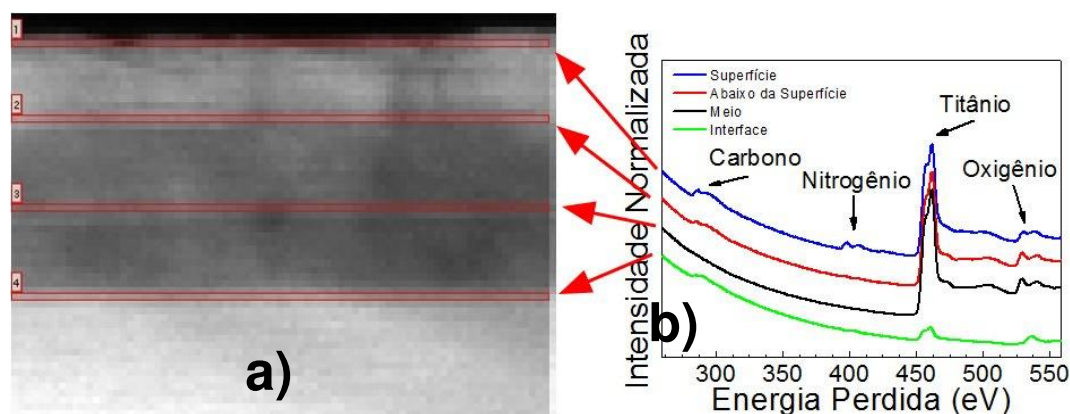 1
2
3
4
a)
Intensidade Normalizada
Superfície
Abaixo da Superfície
Meio
Interface
Carbono
Nitrogênio
Titânio
Oxigênio
b)
300 350 400 450 500 550
Energia Perdida (eV)